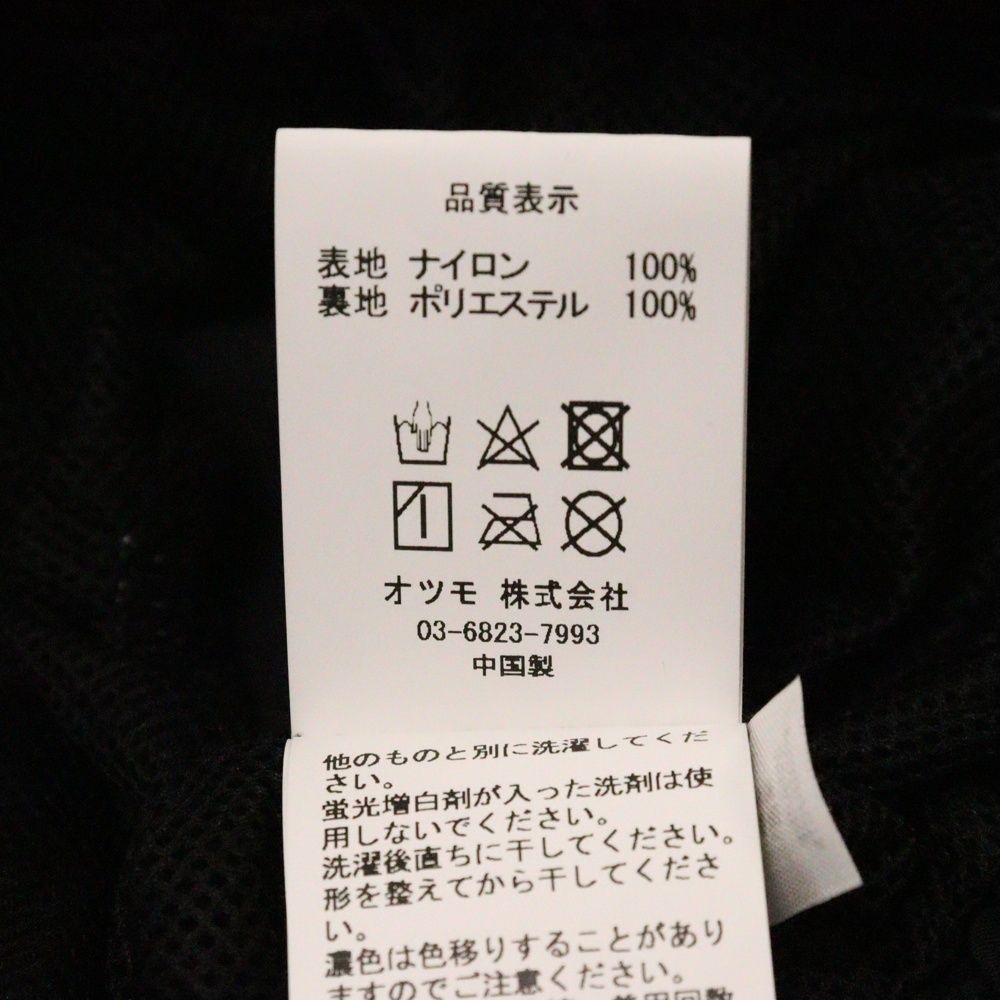 品質表示
表地 ナイロン 100%
裏地 ポリエステル 100%
オツモ 株式会社
03-6823-7993
中国製
他のものと別に洗濯してくだ
さい。
蛍光増白剤が入った洗剤は使
用しないでください。
洗濯後直ちに干してください。
形を整えてから干してくださ
い。
濃色は色移りすることがあり
ますのでご注意ください。